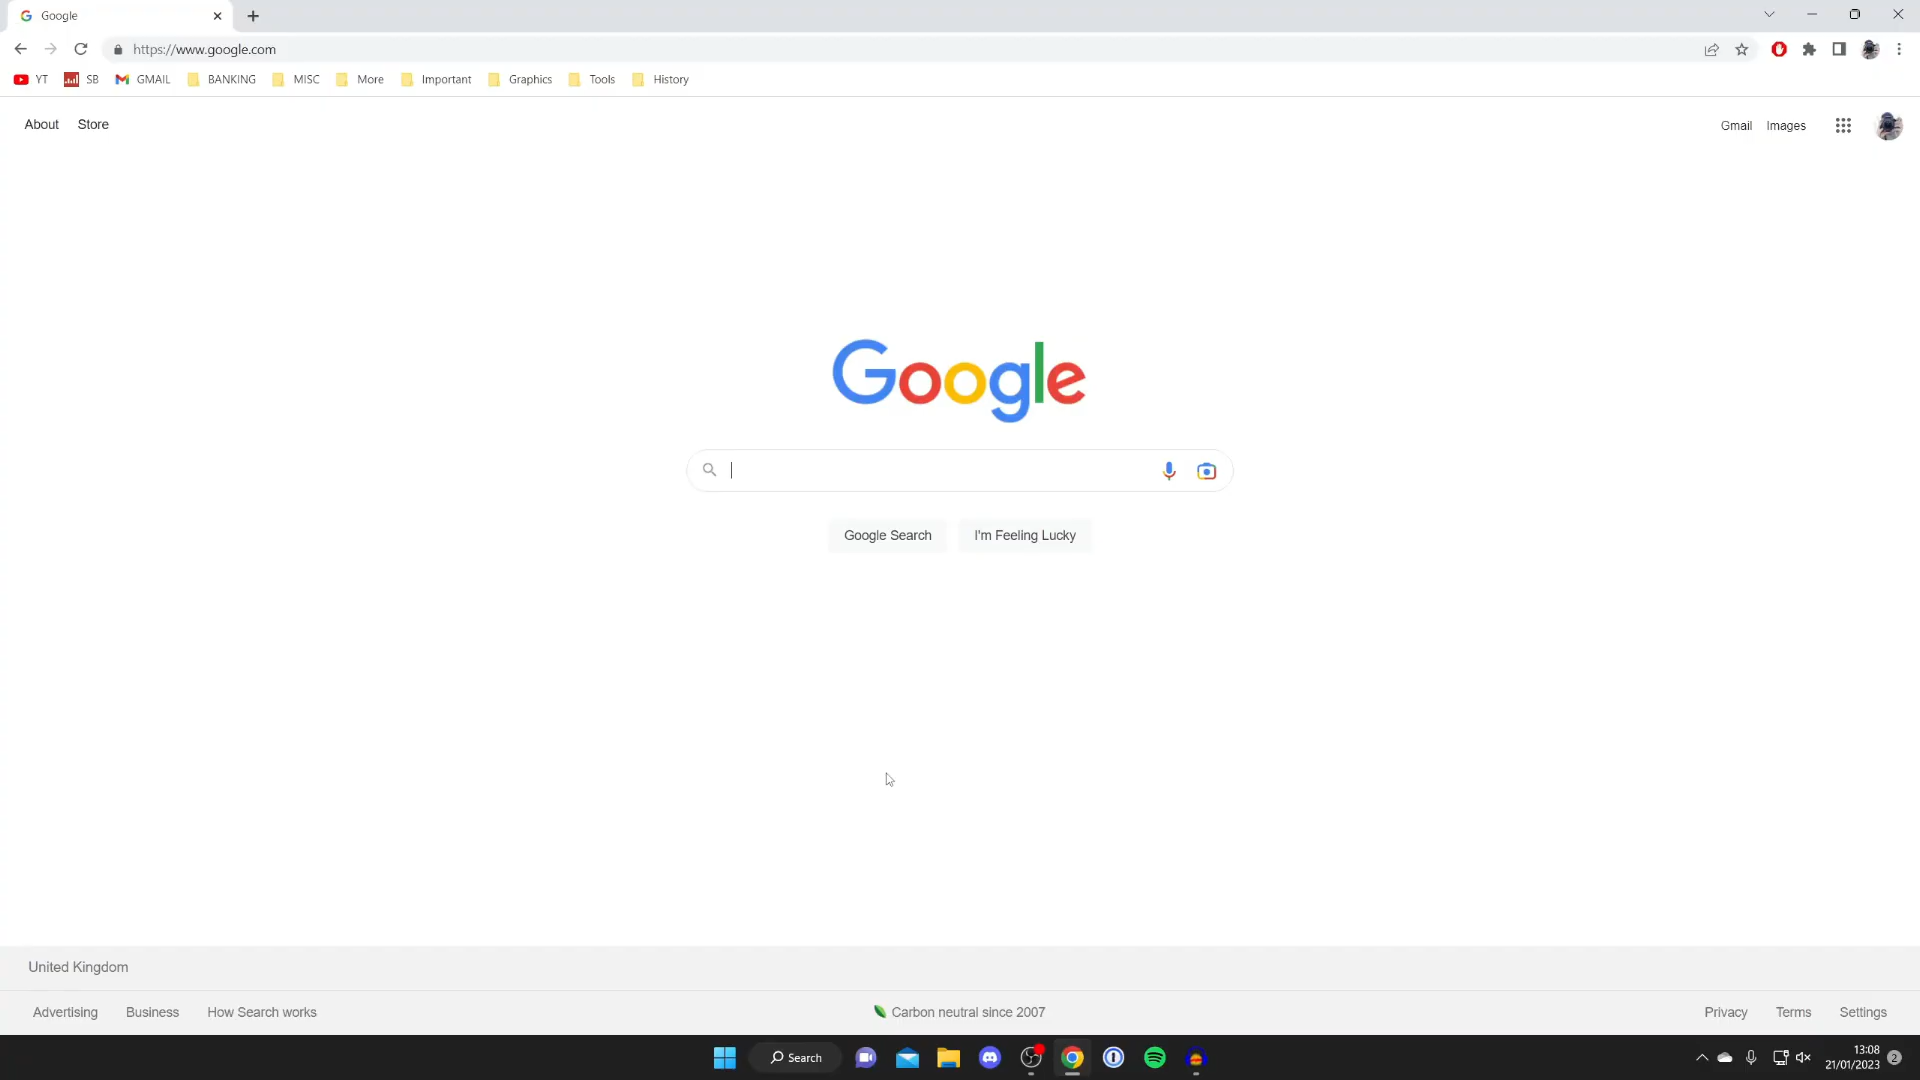 Google
https://www.google.com
YT SB GMAIL BANKING MISC More Important Graphics Tools History
About Store Gmail Images
Google
Google Search I'm Feeling Lucky
United Kingdom
Advertising Business How Search works Carbon neutral since 2007 Privacy Terms Settings
Search 13:08
21/01/2023 2